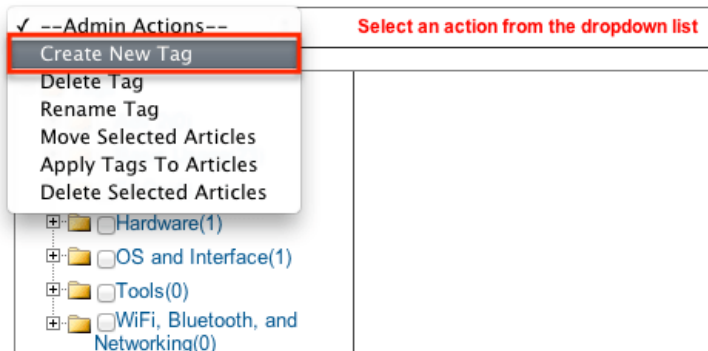 ✓ --Admin Actions--
Select an action from the dropdown list
Create New Tag
Delete Tag
Rename Tag
Move Selected Articles
Apply Tags To Articles
Delete Selected Articles
Hardware(1)
OS and Interface(1)
Tools(0)
WiFi, Bluetooth, and
Networking(0)